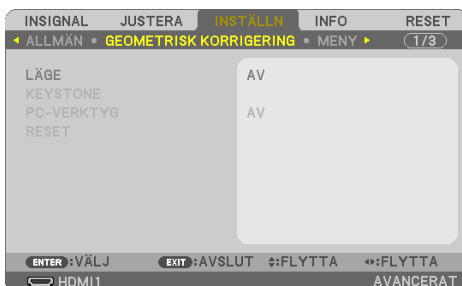 INSIGNAL JUSTERA INSTÄLLN INFO RESET
◂ ALLMÄN • GEOMETRISK KORRIGERING • MENY ▸ 1/3
LÄGE AV
KEYSTONE
PC-VERKTYG AV
RESET
ENTER :VÄLJ EXIT :AVSLUT :FLYTTA :FLYTTA
HDMI1 AVANCERAT